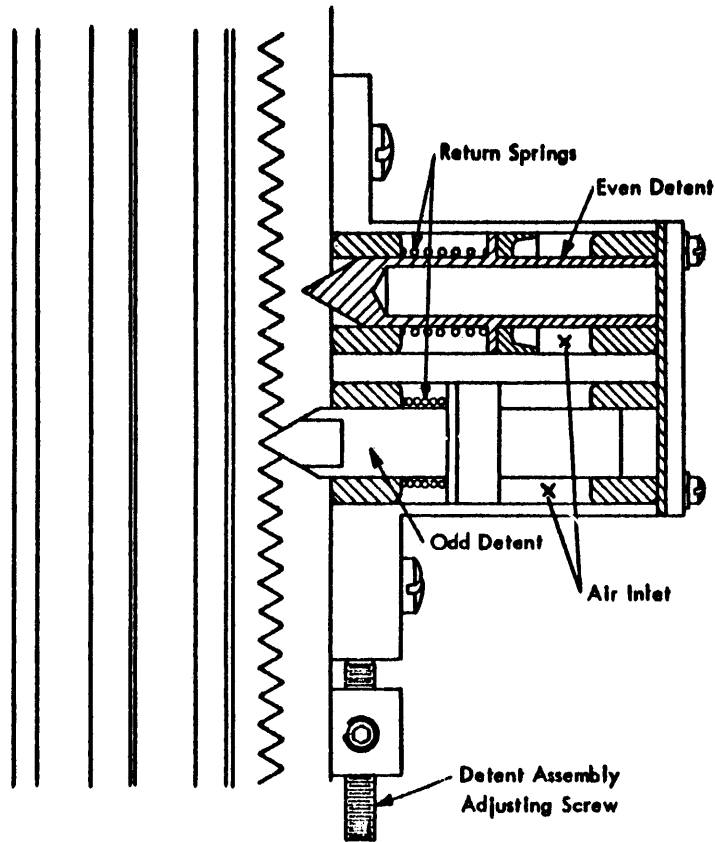 Return Springs
Even Detent
Odd Detent
Air Inlet
Detent Assembly
Adjusting Screw